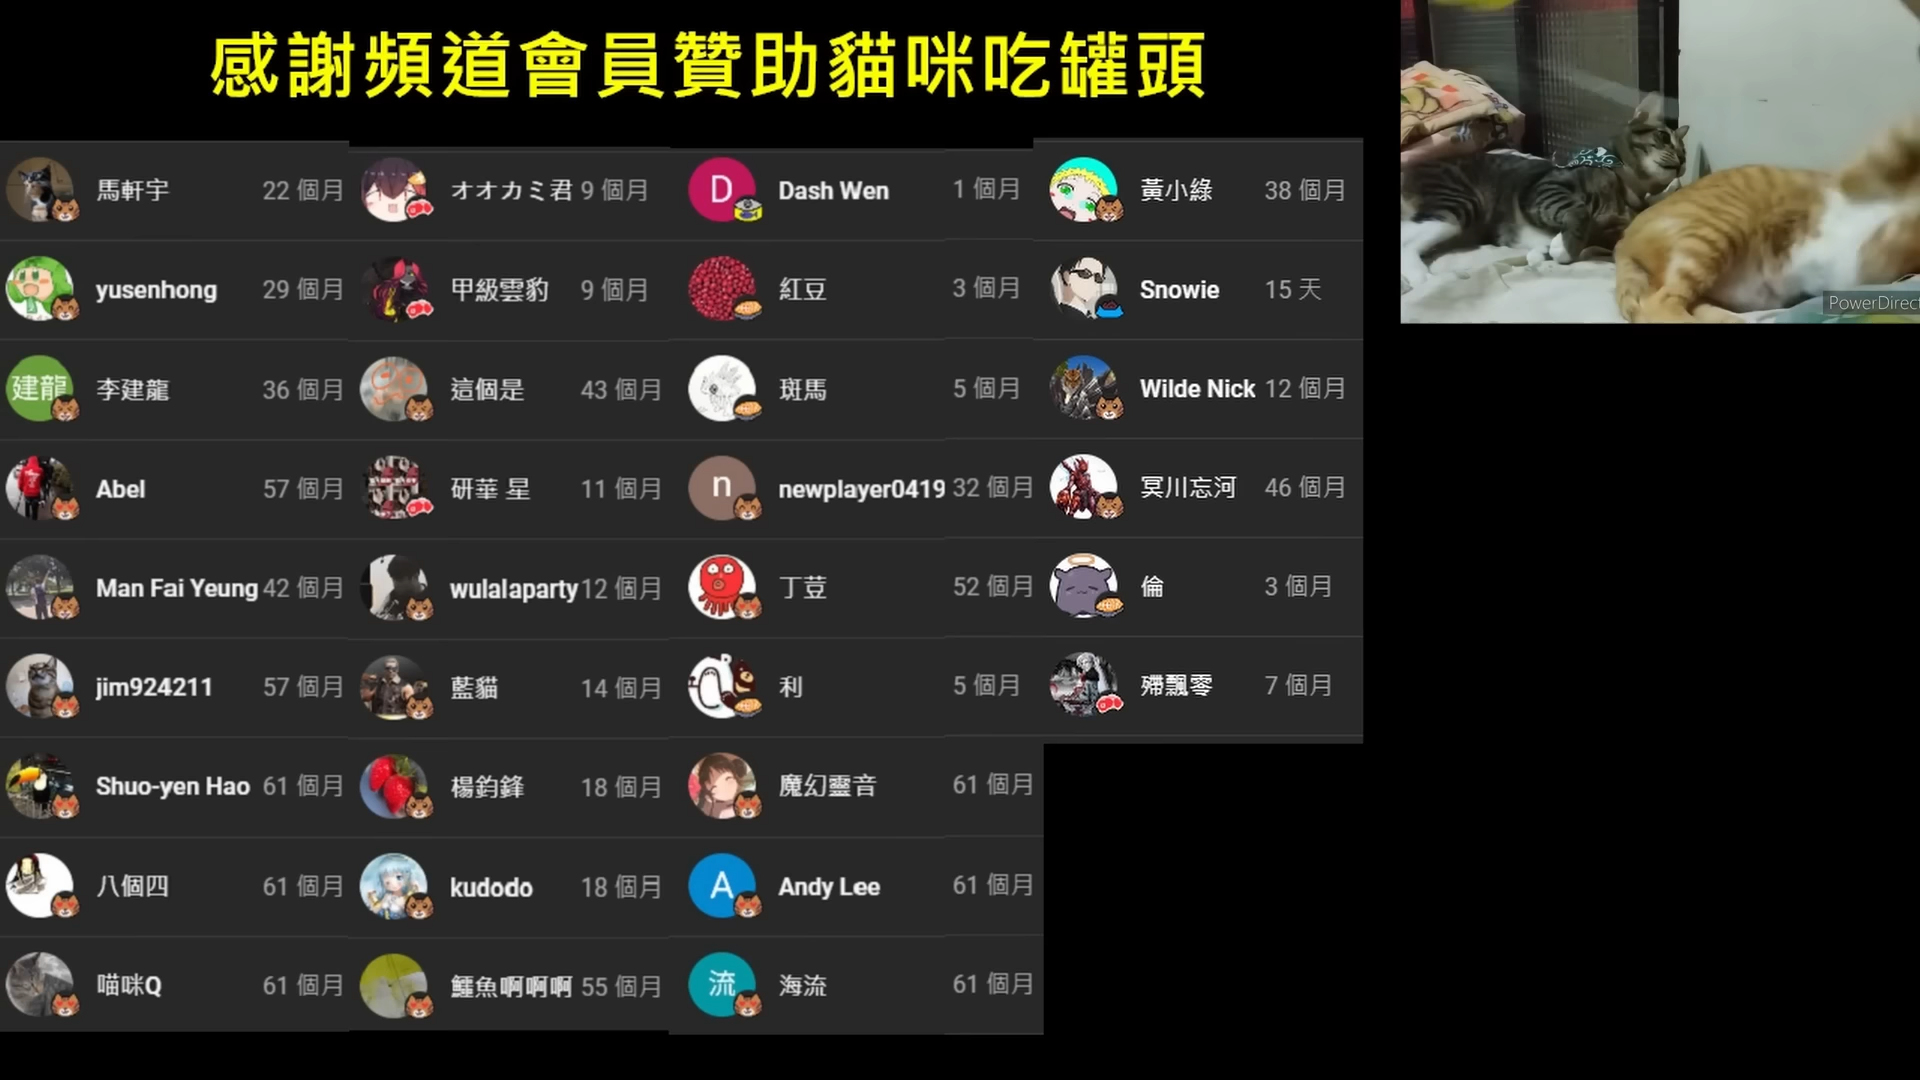 感謝頻道會員贊助貓咪吃罐頭
馬軒宇 22 個月
yusenhong 29 個月
建龍 李建龍 36 個月
Abel 57 個月
Man Fai Yeung 42 個月
jim924211 57 個月
Shuo-yen Hao 61 個月
八個四 61 個月
喵咪Q 61 個月
オオカミ君 9 個月
甲級雲豹 9 個月
這個是 43 個月
研華 星 11 個月
wulalaparty 12 個月
藍貓 14 個月
楊鈞鋒 18 個月
kudodo 18 個月
鱷魚啊啊啊 55 個月
D Dash Wen 1 個月
紅豆 3 個月
斑馬 5 個月
n newplayer0419 32 個月
丁荳 52 個月
利 5 個月
魔幻靈音 61 個月
A Andy Lee 61 個月
流 海流 61 個月
黃小綠 38 個月
Snowie 15 天
Wilde Nick 12 個月
冥川忘河 46 個月
倫 3 個月
殢飄零 7 個月
PowerDirect